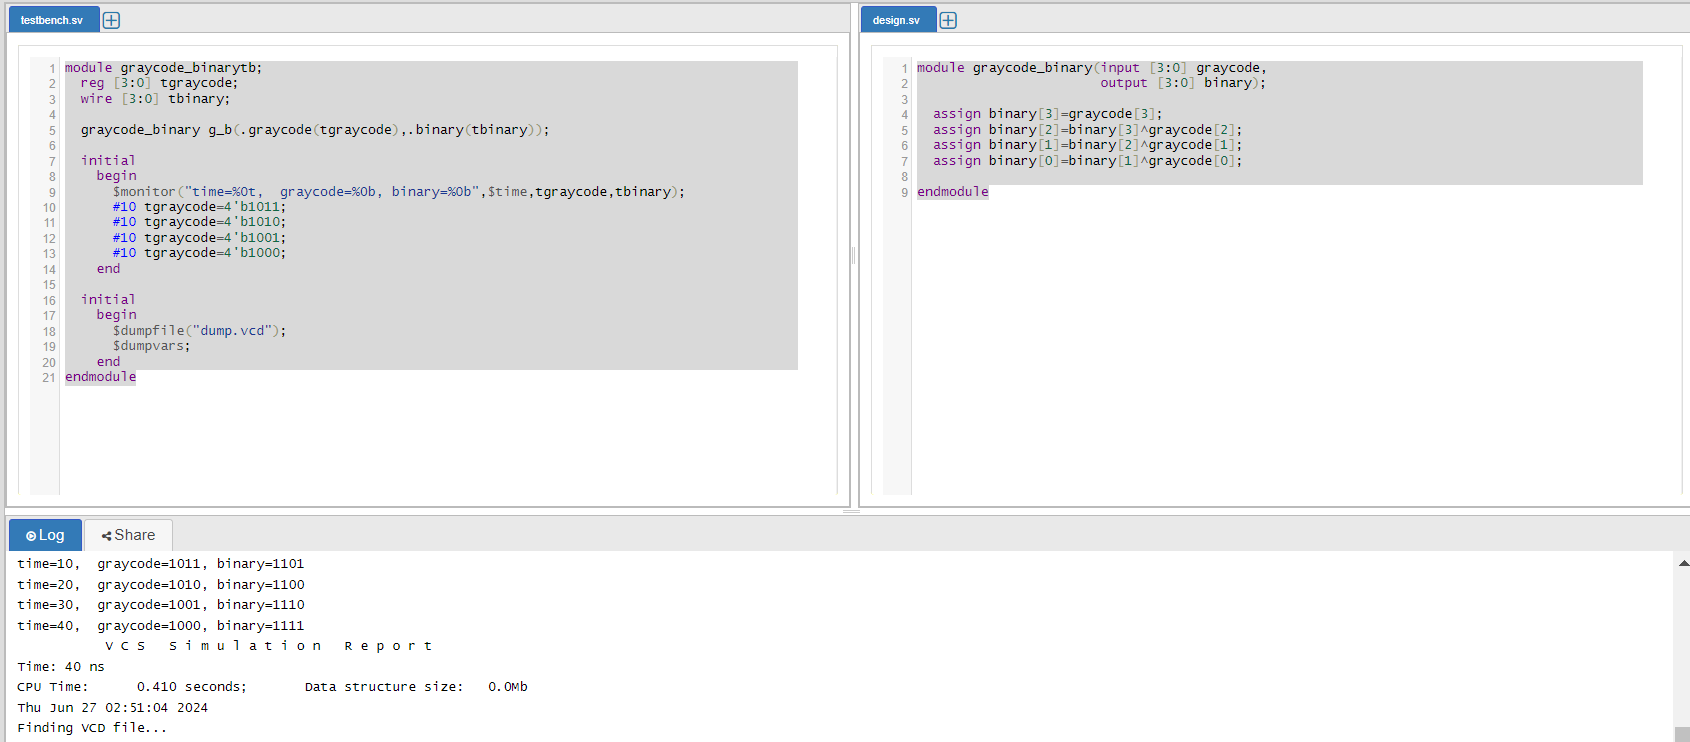 testbench.sv
1 module graycode_binarytb;
2   reg [3:0] tgraycode;
3   wire [3:0] tbinary;
4
5   graycode_binary g_b(.graycode(tgraycode),.binary(tbinary));
6
7   initial
8     begin
9       $monitor("time=%0t,  graycode=%0b, binary=%0b",$time,tgraycode,tbinary);
10       #10 tgraycode=4'b1011;
11       #10 tgraycode=4'b1010;
12       #10 tgraycode=4'b1001;
13       #10 tgraycode=4'b1000;
14     end
15
16   initial
17     begin
18       $dumpfile("dump.vcd");
19       $dumpvars;
20     end
21 endmodule
design.sv
1 module graycode_binary(input [3:0] graycode,
2                        output [3:0] binary);
3
4   assign binary[3]=graycode[3];
5   assign binary[2]=binary[3]^graycode[2];
6   assign binary[1]=binary[2]^graycode[1];
7   assign binary[0]=binary[1]^graycode[0];
8
9 endmodule
Log Share
time=10,  graycode=1011, binary=1101
time=20,  graycode=1010, binary=1100
time=30,  graycode=1001, binary=1110
time=40,  graycode=1000, binary=1111
           V C S   S i m u l a t i o n   R e p o r t
Time: 40 ns
CPU Time:      0.410 seconds;       Data structure size:   0.0Mb
Thu Jun 27 02:51:04 2024
Finding VCD file...